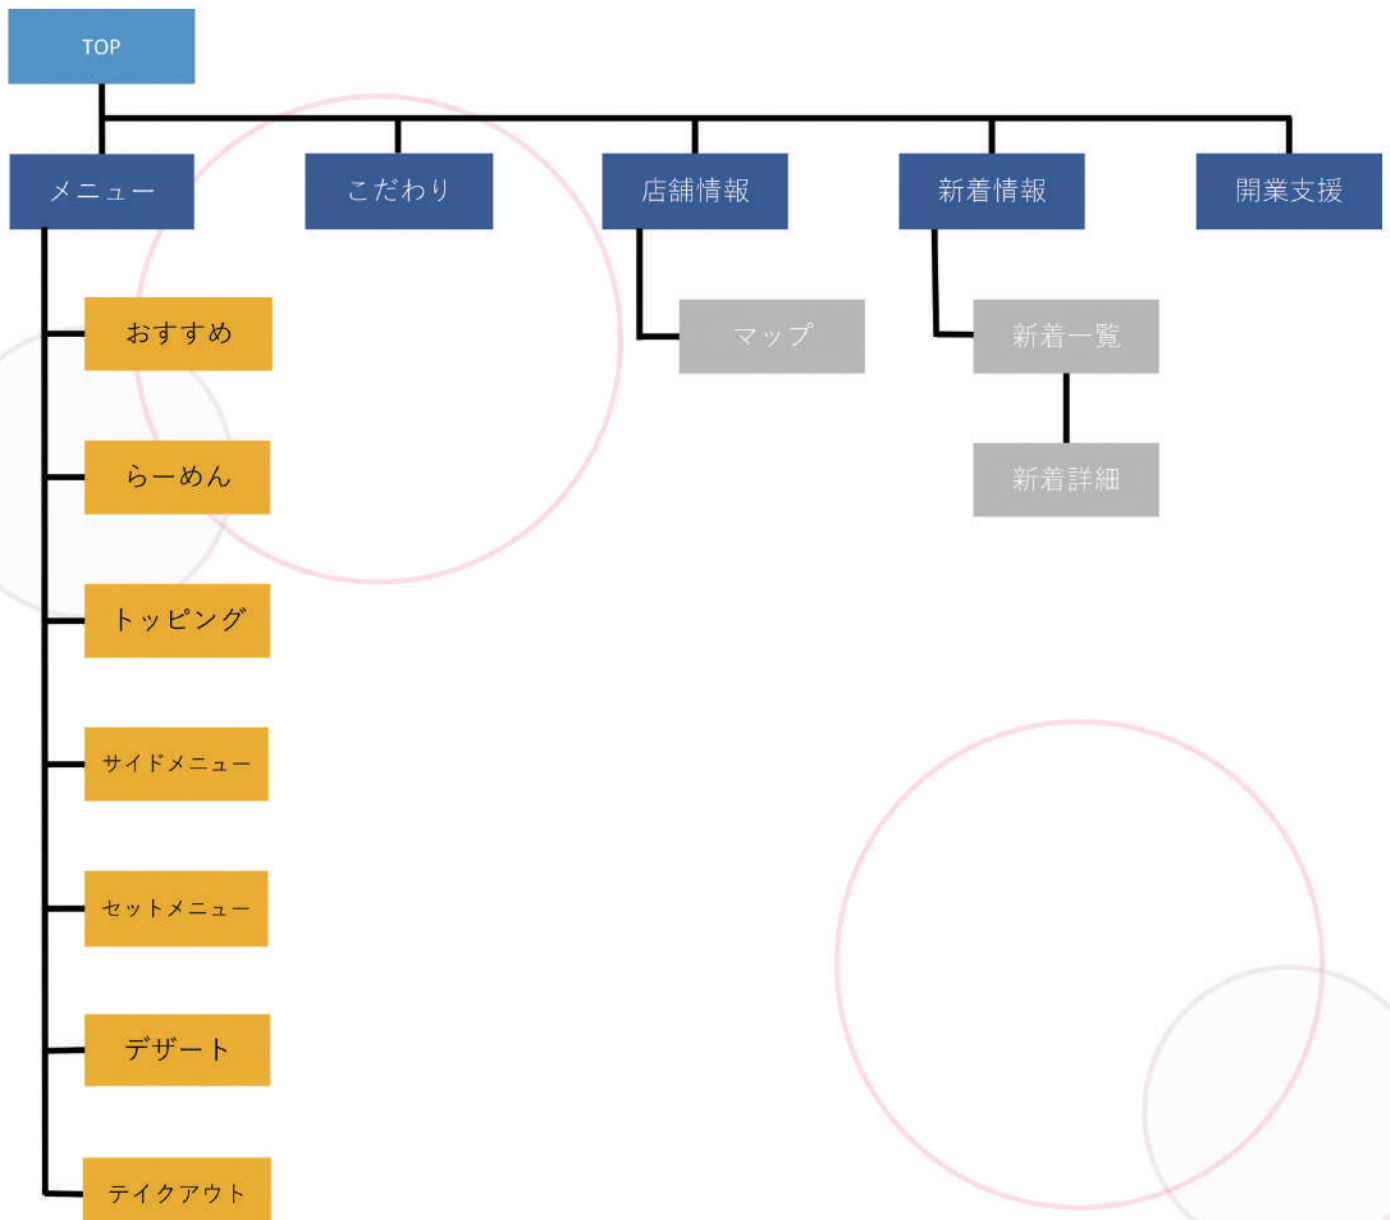 TOP
メニュー
こだわり
店舗情報
新着情報
開業支援
おすすめ
マップ
新着一覧
らーめん
新着詳細
トッピング
サイドメニュー
セットメニュー
デザート
テイクアウト